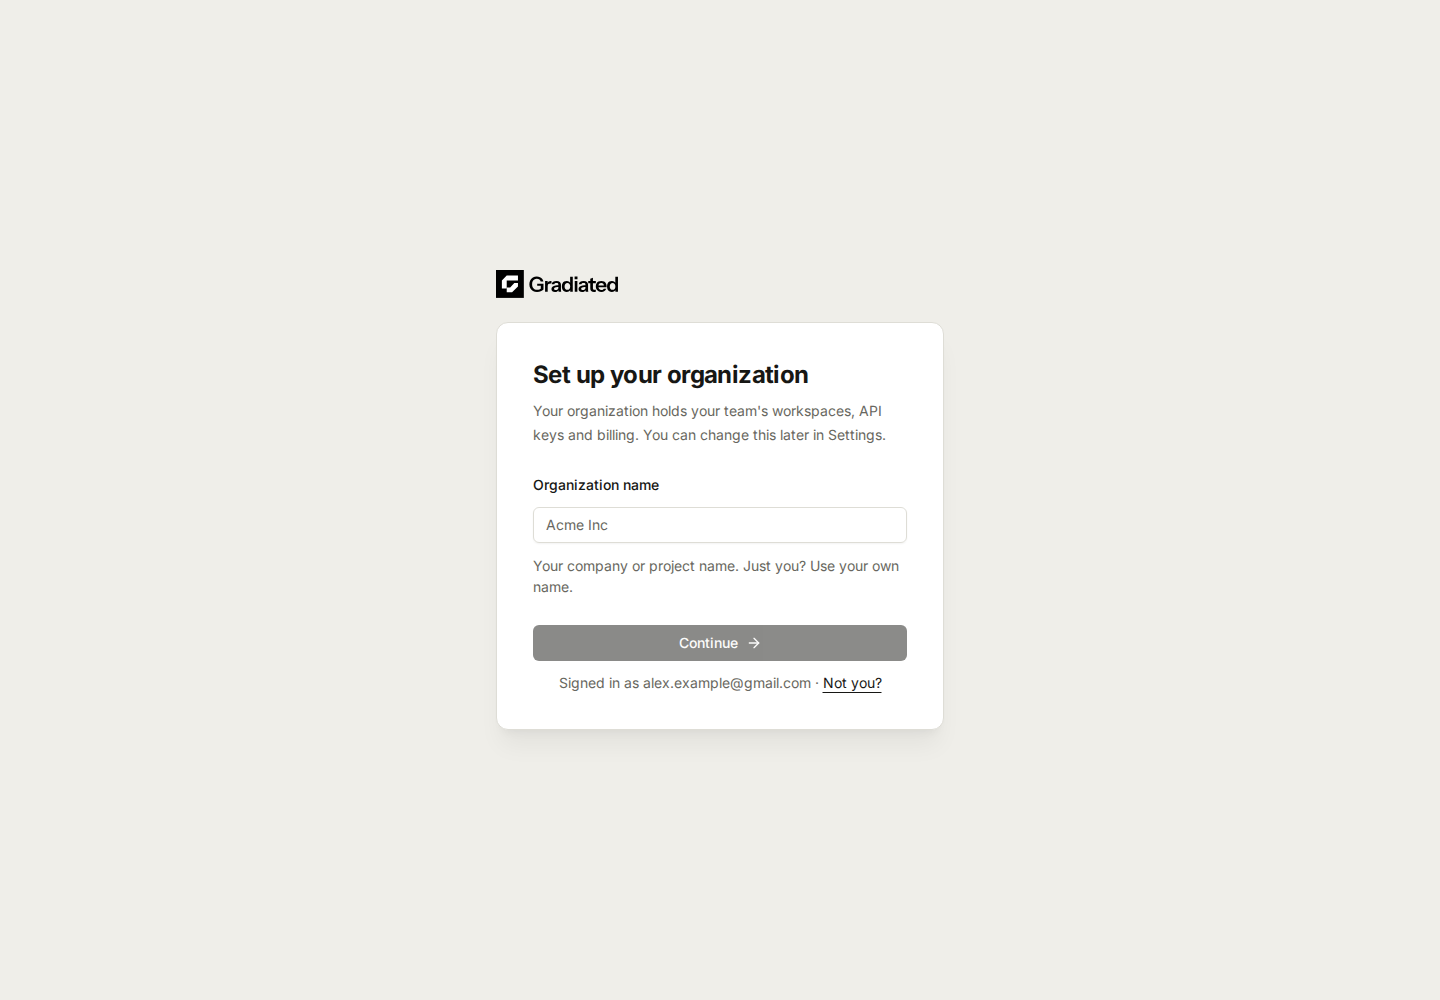 Gradiated
Set up your organization
Your organization holds your team's workspaces, API
keys and billing. You can change this later in Settings.
Organization name
Acme Inc
Your company or project name. Just you? Use your own
name.
Continue
Signed in as alex.example@gmail.com · Not you?